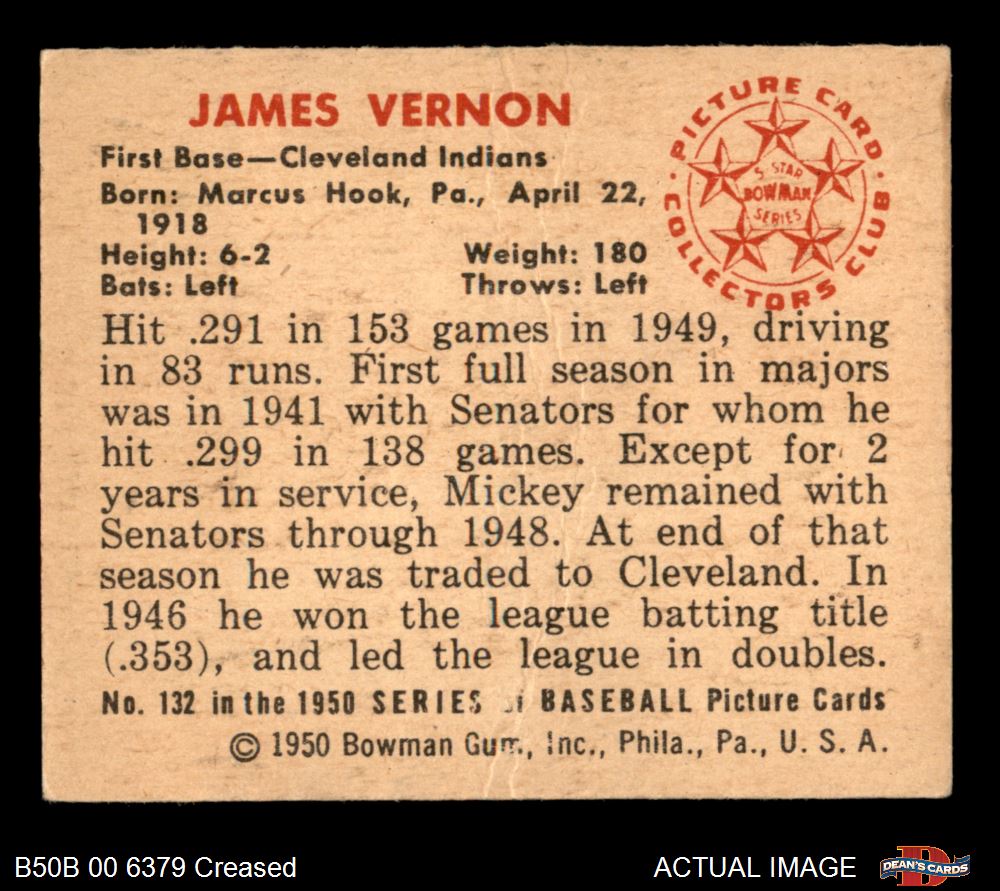 JAMES VERNON
First Base—Cleveland Indians
Born: Marcus Hook, Pa., April 22,
1918
Height: 6-2 Weight: 180
Bats: Left Throws: Left
PICTURE CARD
COLLECTORS CLUB
5-STAR
BOWMAN
SERIES
Hit .291 in 153 games in 1949, driving
in 83 runs. First full season in majors
was in 1941 with Senators for whom he
hit .299 in 138 games. Except for 2
years in service, Mickey remained with
Senators through 1948. At end of that
season he was traded to Cleveland. In
1946 he won the league batting title
(.353), and led the league in doubles.
No. 132 in the 1950 SERIES of BASEBALL Picture Cards
© 1950 Bowman Gum, Inc., Phila., Pa., U. S. A.
B50B 00 6379 Creased
ACTUAL IMAGE
DEAN'S CARDS